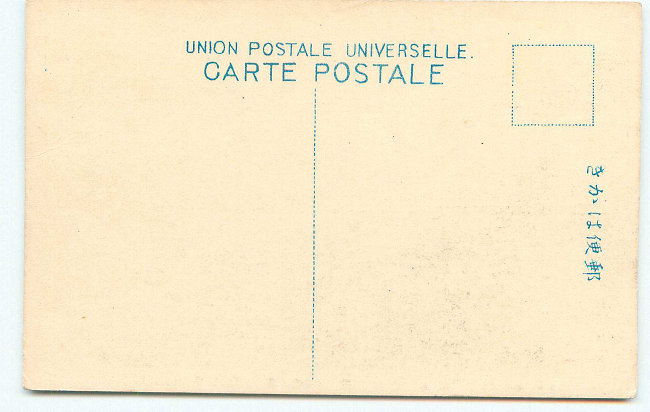 UNION POSTALE UNIVERSELLE.
CARTE POSTALE
郵便はかき